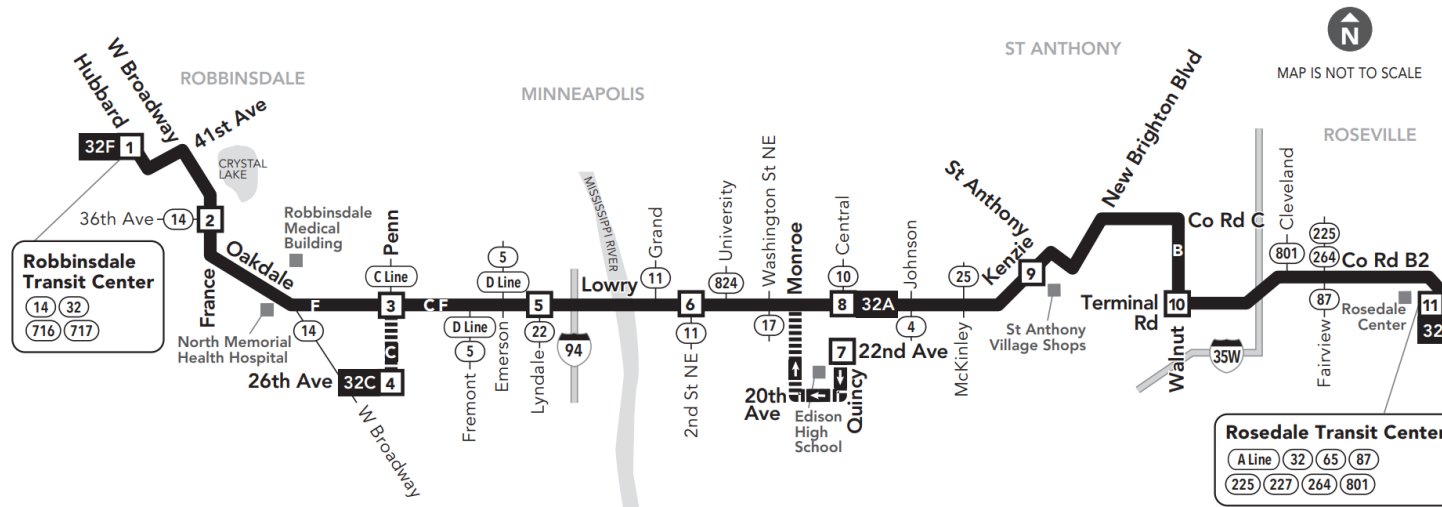 N
MAP IS NOT TO SCALE
ROBBINSDALE
MINNEAPOLIS
ST ANTHONY
ROSEVILLE
Hubbard
W Broadway
41st Ave
32F 1
CRYSTAL
LAKE
36th Ave 14 2
Robbinsdale
Medical
Building
Robbinsdale
Transit Center
14 32
716 717
France
Oakdale
North Memorial
Health Hospital
F
14
W Broadway
Penn
C Line
3
C
26th Ave 32C 4
C F
D Line
5
Fremont
5
D Line
Emerson
5
22
Lyndale
94
Lowry
MISSISSIPPI RIVER
Grand
11
6
11
2nd St NE
University
824
Washington St NE
17
Monroe
20th
Ave
Edison
High
School
7 22nd Ave
Quincy
Central
10
8 32A
Johnson
4
25
McKinley
Kenzie
St Anthony
9
St Anthony
Village Shops
New Brighton Blvd
Co Rd C
B
Terminal
Rd
10
Walnut
35W
Cleveland
801
225
264
87
Fairview
Co Rd B2
Rosedale
Center
11
32
Rosedale Transit Center
A Line 32 65 87
225 227 264 801